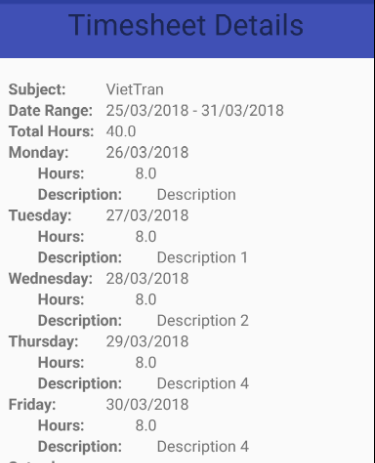 Timesheet Details
Subject: VietTran
Date Range: 25/03/2018 - 31/03/2018
Total Hours: 40.0
Monday: 26/03/2018
Hours: 8.0
Description: Description
Tuesday: 27/03/2018
Hours: 8.0
Description: Description 1
Wednesday: 28/03/2018
Hours: 8.0
Description: Description 2
Thursday: 29/03/2018
Hours: 8.0
Description: Description 4
Friday: 30/03/2018
Hours: 8.0
Description: Description 4